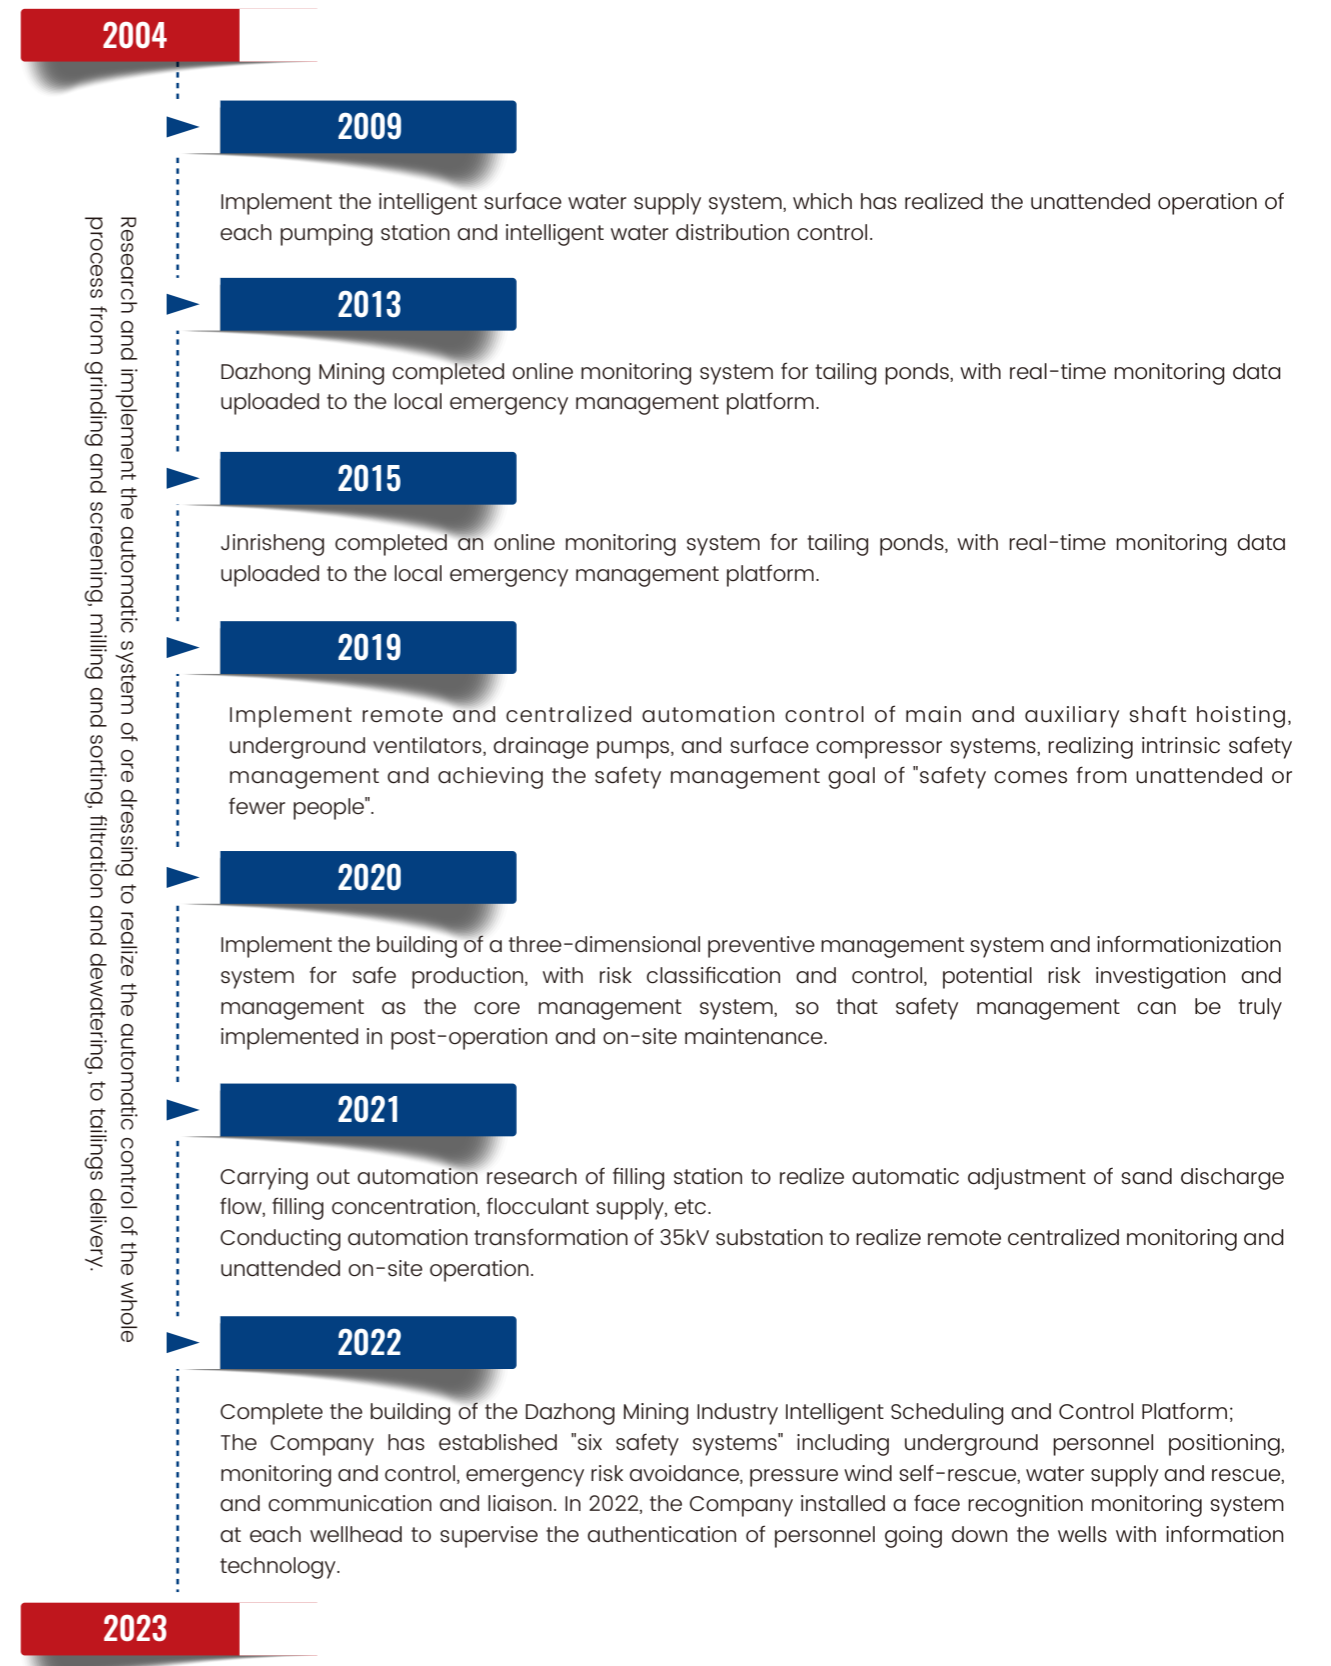 2004
Research and implement the automatic system of ore dressing to realize the automatic control of the whole
process from grinding and screening, milling and sorting, filtration and dewatering, to tailings delivery.
2009
Implement the intelligent surface water supply system, which has realized the unattended operation of
each pumping station and intelligent water distribution control.
2013
Dazhong Mining completed online monitoring system for tailing ponds, with real-time monitoring data
uploaded to the local emergency management platform.
2015
Jinrisheng completed an online monitoring system for tailing ponds, with real-time monitoring data
uploaded to the local emergency management platform.
2019
Implement remote and centralized automation control of main and auxiliary shaft hoisting,
underground ventilators, drainage pumps, and surface compressor systems, realizing intrinsic safety
management and achieving the safety management goal of "safety comes from unattended or
fewer people".
2020
Implement the building of a three-dimensional preventive management system and informationization
system for safe production, with risk classification and control, potential risk investigation and
management as the core management system, so that safety management can be truly
implemented in post-operation and on-site maintenance.
2021
Carrying out automation research of filling station to realize automatic adjustment of sand discharge
flow, filling concentration, flocculant supply, etc.
Conducting automation transformation of 35kV substation to realize remote centralized monitoring and
unattended on-site operation.
2022
Complete the building of the Dazhong Mining Industry Intelligent Scheduling and Control Platform;
The Company has established "six safety systems" including underground personnel positioning,
monitoring and control, emergency risk avoidance, pressure wind self-rescue, water supply and rescue,
and communication and liaison. In 2022, the Company installed a face recognition monitoring system
at each wellhead to supervise the authentication of personnel going down the wells with information
technology.
2023